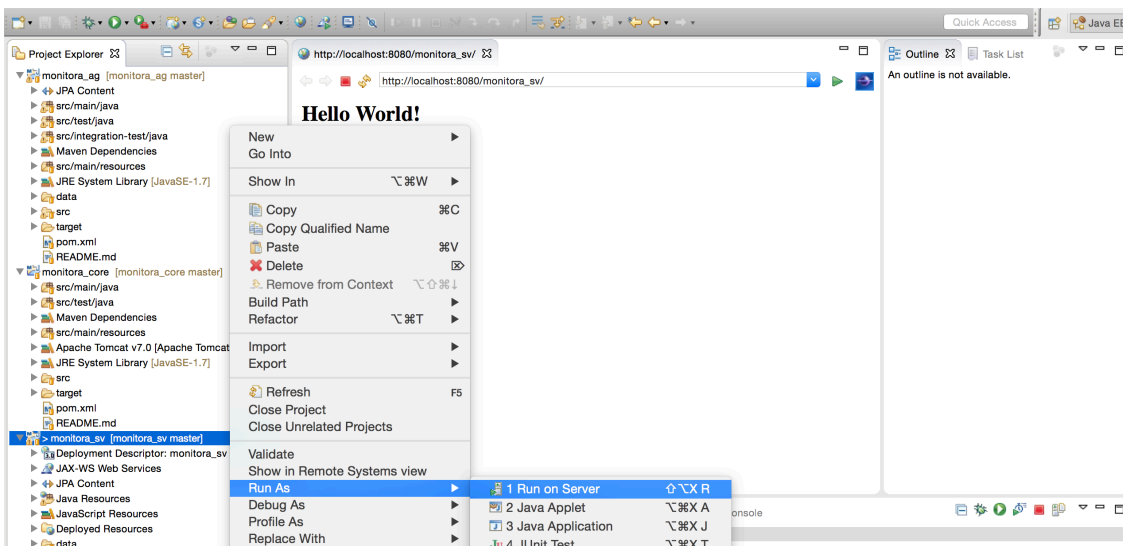 Quick Access
Java EE
Project Explorer
http://localhost:8080/monitora_sv/
Outline
Task List
monitora_ag [monitora_ag master]
JPA Content
src/main/java
src/test/java
src/integration-test/java
Maven Dependencies
src/main/resources
JRE System Library [JavaSE-1.7]
data
src
target
pom.xml
README.md
monitora_core [monitora_core master]
src/main/java
src/test/java
Maven Dependencies
src/main/resources
Apache Tomcat v7.0 [Apache Tomcat
JRE System Library [JavaSE-1.7]
src
target
pom.xml
README.md
> monitora_sv [monitora_sv master]
Deployment Descriptor: monitora_sv
JAX-WS Web Services
JPA Content
Java Resources
JavaScript Resources
Deployed Resources
data
http://localhost:8080/monitora_sv/
Hello World!
An outline is not available.
New
Go Into
Show In ⌥⌘W
Copy ⌘C
Copy Qualified Name
Paste ⌘V
Delete ⌦
Remove from Context ⌥⇧⌘↓
Build Path
Refactor ⌥⌘T
Import
Export
Refresh F5
Close Project
Close Unrelated Projects
Validate
Show in Remote Systems view
Run As
Debug As
Profile As
Replace With
1 Run on Server ⇧⌥X R
2 Java Applet ⌥⌘X A
3 Java Application ⌥⌘X J
4 JUnit Test ⌥⌘X T
onsole